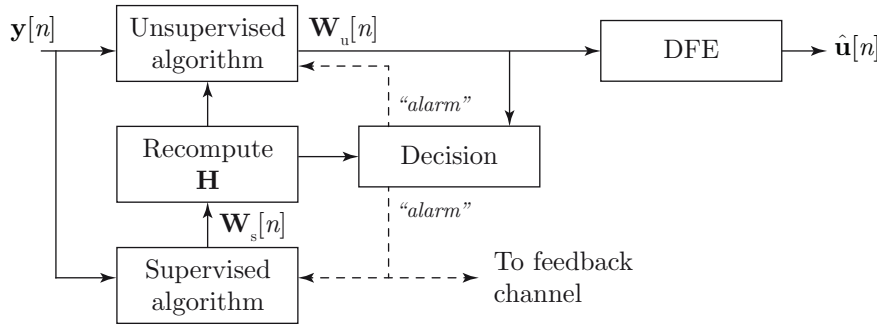 y[n]
Unsupervised
algorithm
W_u[n]
DFE
û[n]
"alarm"
Recompute
H
Decision
"alarm"
W_s[n]
Supervised
algorithm
To feedback
channel